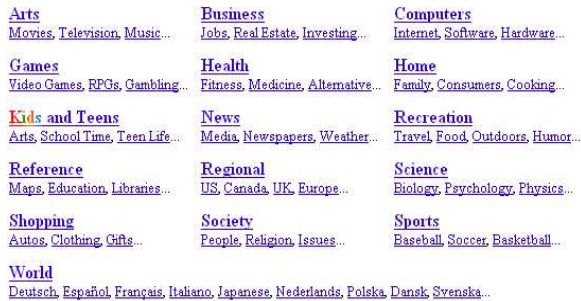 Arts Business Computers
Movies, Television, Music... Jobs, Real Estate, Investing... Internet, Software, Hardware...
Games Health Home
Video Games, RPGs, Gambling... Fitness, Medicine, Alternative... Family, Consumers, Cooking...
Kids and Teens News Recreation
Arts, School Time, Teen Life... Media, Newspapers, Weather... Travel, Food, Outdoors, Humor...
Reference Regional Science
Maps, Education, Libraries... US, Canada, UK, Europe... Biology, Psychology, Physics...
Shopping Society Sports
Autos, Clothing, Gifts... People, Religion, Issues... Baseball, Soccer, Basketball...
World
Deutsch, Español, Français, Italiano, Japanese, Nederlands, Polska, Dansk, Svenska...